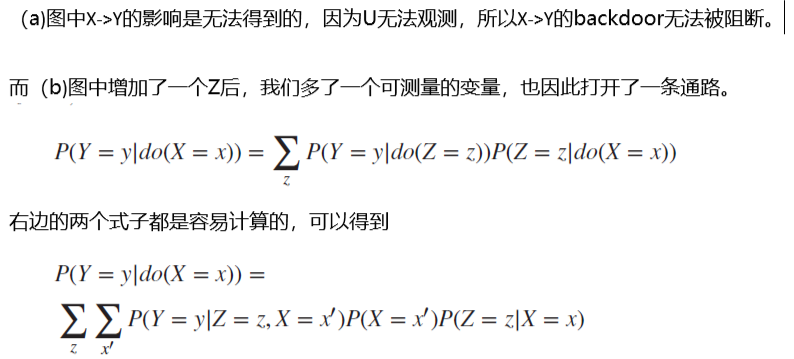 （a)图中X->Y的影响是无法得到的，因为U无法观测，所以X->Y的backdoor无法被阻断。
而（b)图中增加了一个Z后，我们多了一个可测量的变量，也因此打开了一条通路。
P(Y = y|do(X = x)) = ∑_z P(Y = y|do(Z = z))P(Z = z|do(X = x))
右边的两个式子都是容易计算的，可以得到
P(Y = y|do(X = x)) =
∑_z ∑_x′ P(Y = y|Z = z, X = x′)P(X = x′)P(Z = z|X = x)